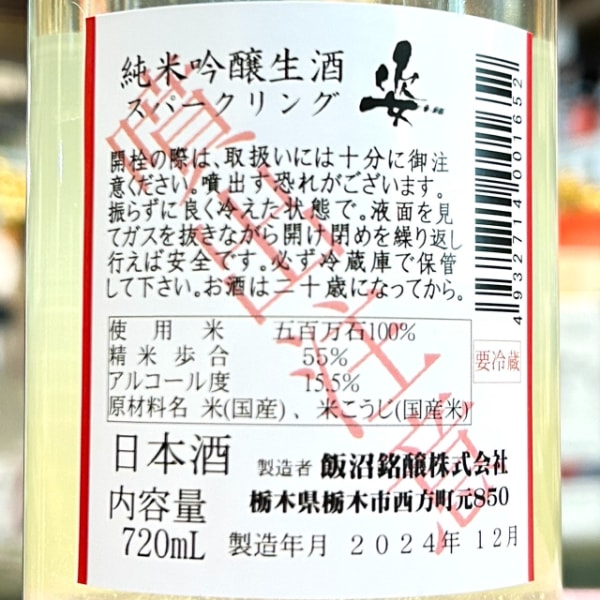 純米吟醸生酒
スパークリング
姿
噴出注意
開栓の際は、取扱いには十分に御注
意ください。噴出す恐れがございます。
振らずに良く冷えた状態で。液面を見
てガスを抜きながら開け閉めを繰り返し
行えば安全です。必ず冷蔵庫で保管
して下さい。お酒は二十歳になってから。
使用米 五百万石100%
精米歩合 55%
アルコール度 15.5%
原材料名 米(国産)、米こうじ(国産米)
要冷蔵
4932714001652
日本酒
製造者 飯沼銘醸株式会社
栃木県栃木市西方町元850
内容量
720mL
製造年月 2024年 12月